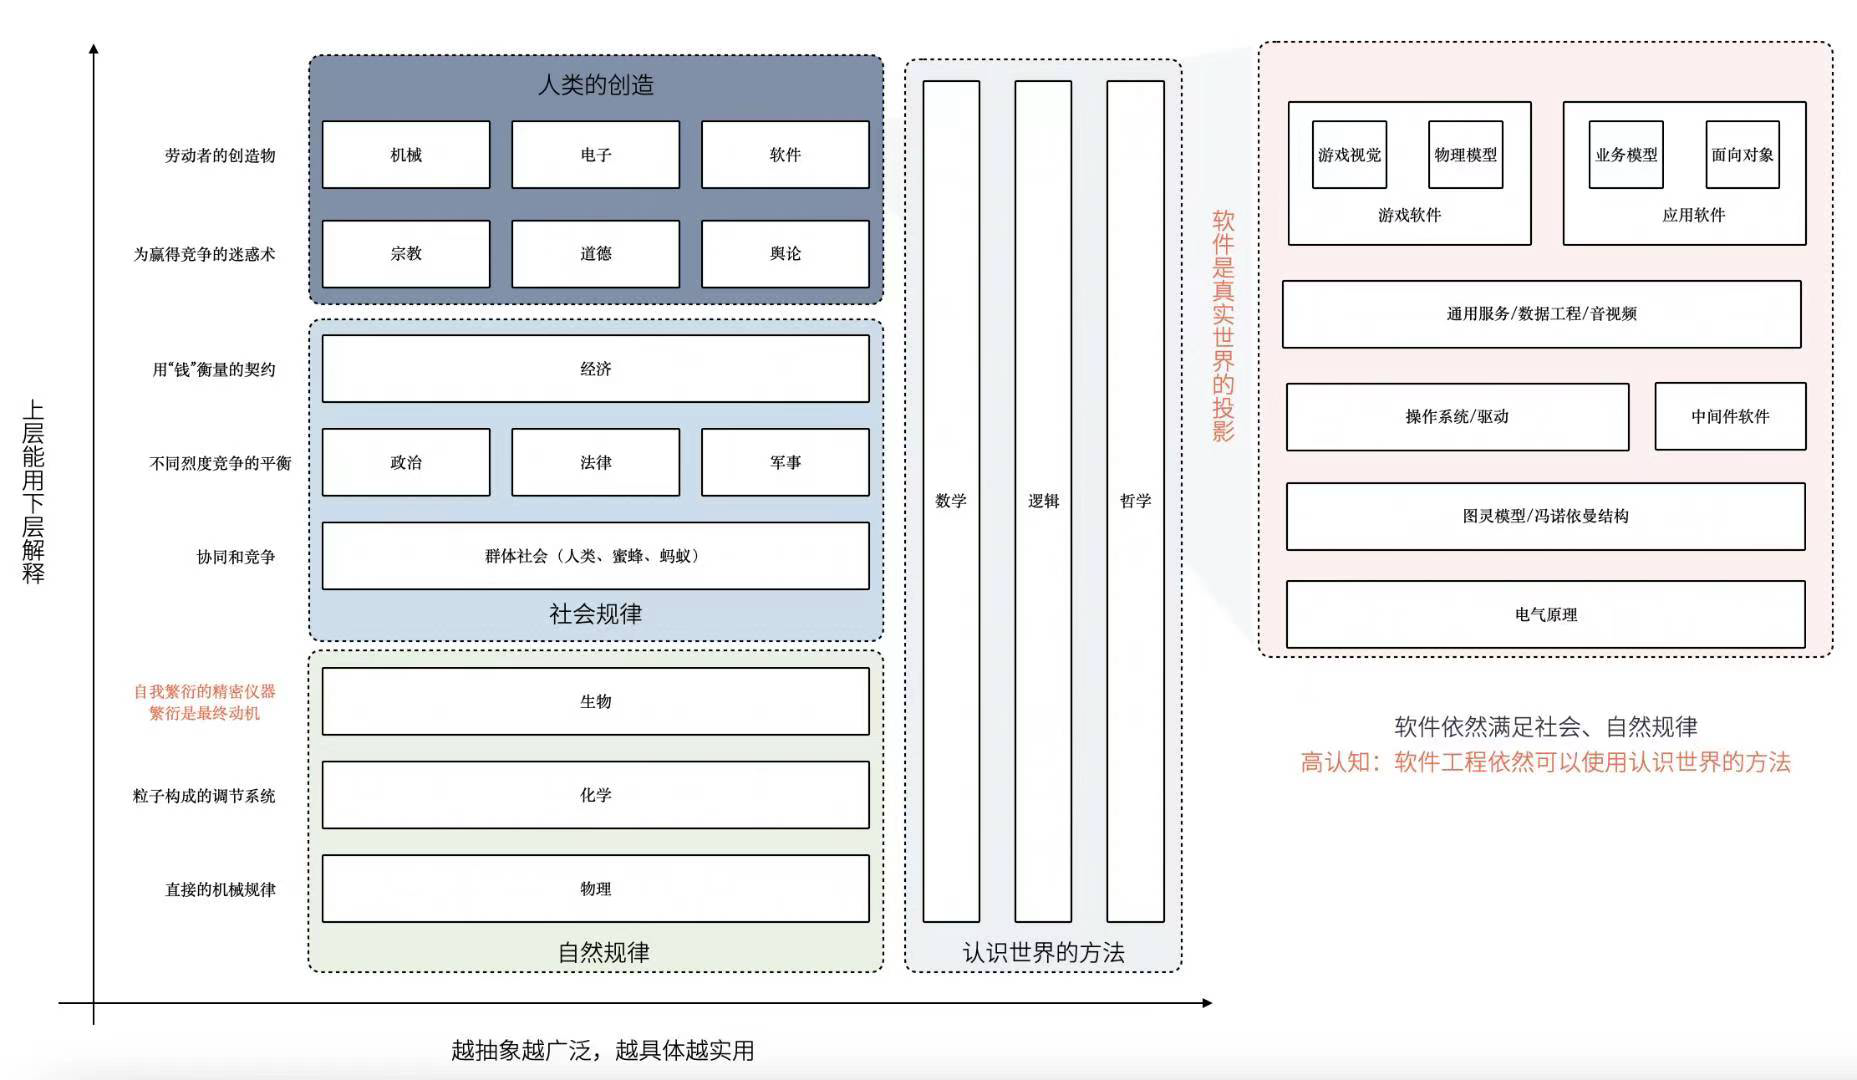 人类的创造
劳动者的创造物
机械
电子
软件
为赢得竞争的迷惑术
宗教
道德
舆论
用“钱”衡量的契约
经济
不同烈度竞争的平衡
政治
法律
军事
协同和竞争
群体社会（人类、蜜蜂、蚂蚁）
社会规律
自我繁衍的精密仪器
繁衍是最终动机
生物
粒子构成的调节系统
化学
直接的机械规律
物理
自然规律
上层能用下层解释
越抽象越广泛，越具体越实用
数学
逻辑
哲学
认识世界的方法
软件是真实世界的投影
游戏视觉
物理模型
游戏软件
业务模型
面向对象
应用软件
通用服务/数据工程/音视频
操作系统/驱动
中间件软件
图灵模型/冯诺依曼结构
电气原理
软件依然满足社会、自然规律
高认知：软件工程依然可以使用认识世界的方法